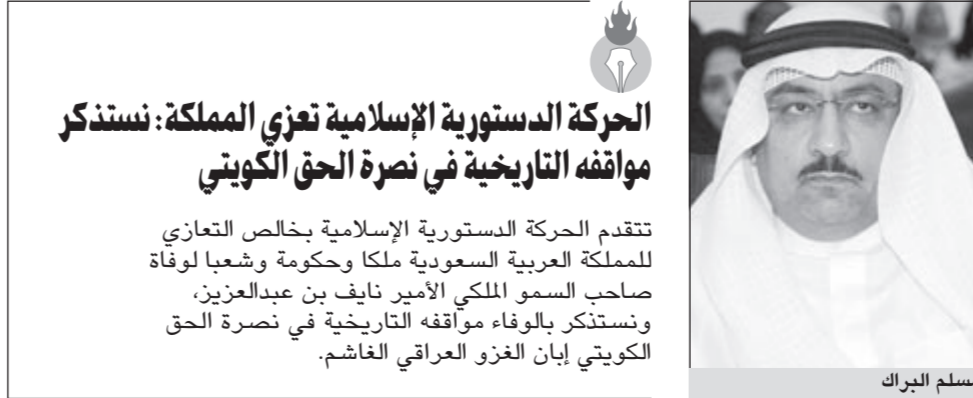 الحركة الدستورية الإسلامية تعزي المملكة: نستذكر
مواقفه التاريخية في نصرة الحق الكويتي
تتقدم الحركة الدستورية الإسلامية بخالص التعازي
للمملكة العربية السعودية ملكا وحكومة وشعبا لوفاة
صاحب السمو الملكي الأمير نايف بن عبدالعزيز،
ونستذكر بالوفاء مواقفه التاريخية في نصرة الحق
الكويتي إبان الغزو العراقي الغاشم.
مسلم البراك